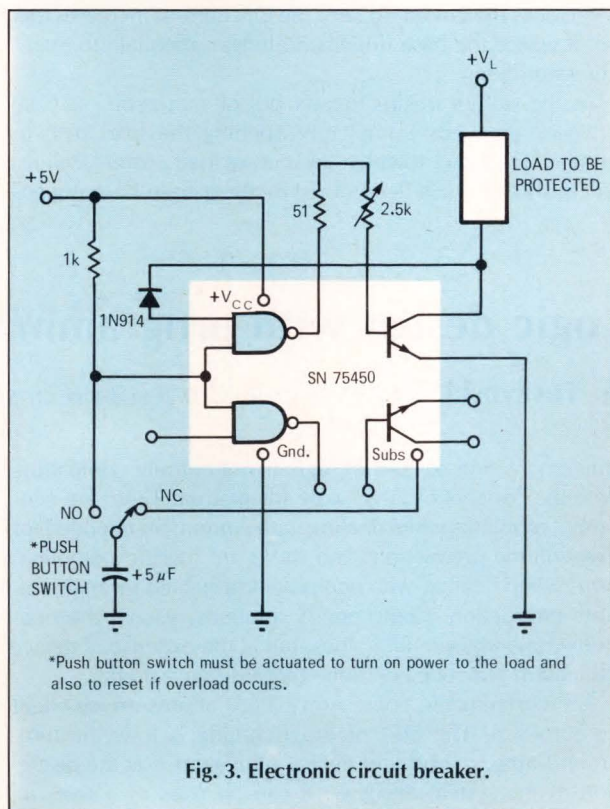 +V_L
LOAD TO BE
PROTECTED
+5V
51
2.5k
1k
1N914
+V_CC
SN 75450
Gnd.
Subs
NO
NC
*PUSH
BUTTON
SWITCH
+5 µF
*Push button switch must be actuated to turn on power to the load and
also to reset if overload occurs.
Fig. 3. Electronic circuit breaker.